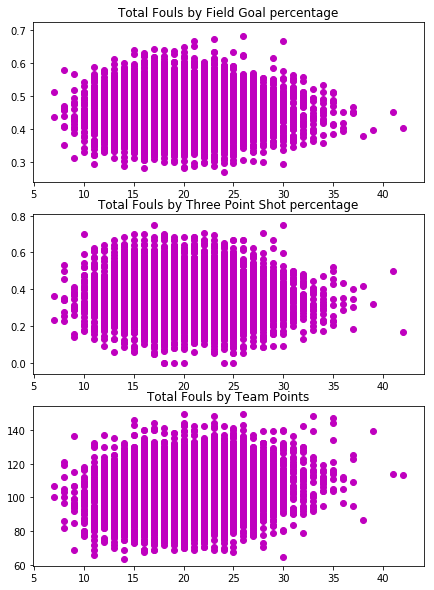 Total Fouls by Field Goal percentage
0.7
0.6
0.5
0.4
0.3
5 10 15 20 25 30 35 40
Total Fouls by Three Point Shot percentage
0.8
0.6
0.4
0.2
0.0
5 10 15 20 25 30 35 40
Total Fouls by Team Points
140
120
100
80
60
5 10 15 20 25 30 35 40